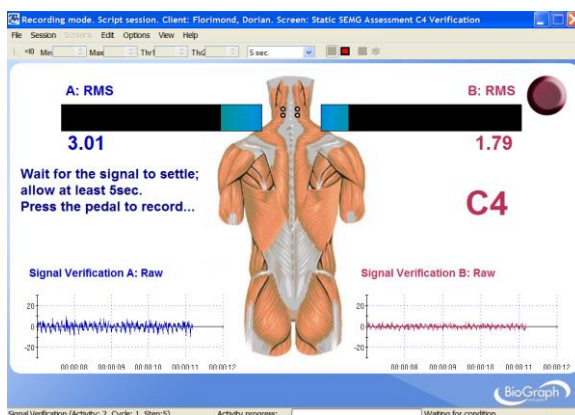 Recording mode. Script session. Client: Florimond, Dorian. Screen: Static SEMG Assessment C4 Verification
File Session Screens Edit Options View Help
Min Max Thr1 Thr2 5 sec.
A: RMS B: RMS
3.01 1.79
Wait for the signal to settle;
allow at least 5sec.
Press the pedal to record...
C4
Signal Verification A: Raw Signal Verification B: Raw
20 20
0 0
-20 -20
00:00:08 00:00:09 00:00:10 00:00:11 00:00:12 00:00:08 00:00:09 00:00:10 00:00:11 00:00:12
BioGraph
Signal Verification (Activity: 2, Cycle: 1, Step:5) Activity progress: Waiting for condition